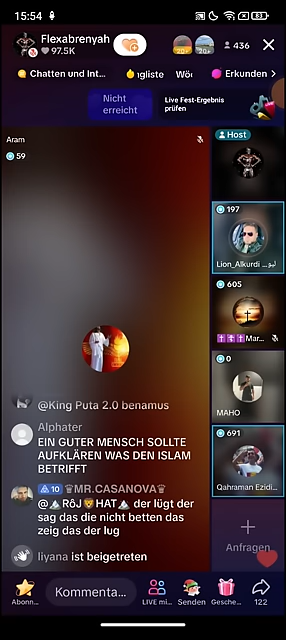 15:54
83
Flexabrenyah
97.5K
20+
20+
436
Chatten und Int...
ngliste
Wö
Erkunden >
Nicht
erreicht
Live Fest-Ergebnis
prüfen
Aram
59
Host
197
Lion_Alkurdi
605
Mar...
0
MAHO
691
Qahraman Ezidi...
@King Puta 2.0 benamus
Alphater
EIN GUTER MENSCH SOLLTE
AUFKLÄREN WAS DEN ISLAM
BETRIFFT
10 ♛MR.CASANOVA♛
@🏔RôJ🦁HAT🏔 der lügt der
sag das die nicht betten das
zeig das der lug
liyana ist beigetreten
Anfragen
Abonn...
Kommenta...
LIVE mi...
Senden
Gesche...
122